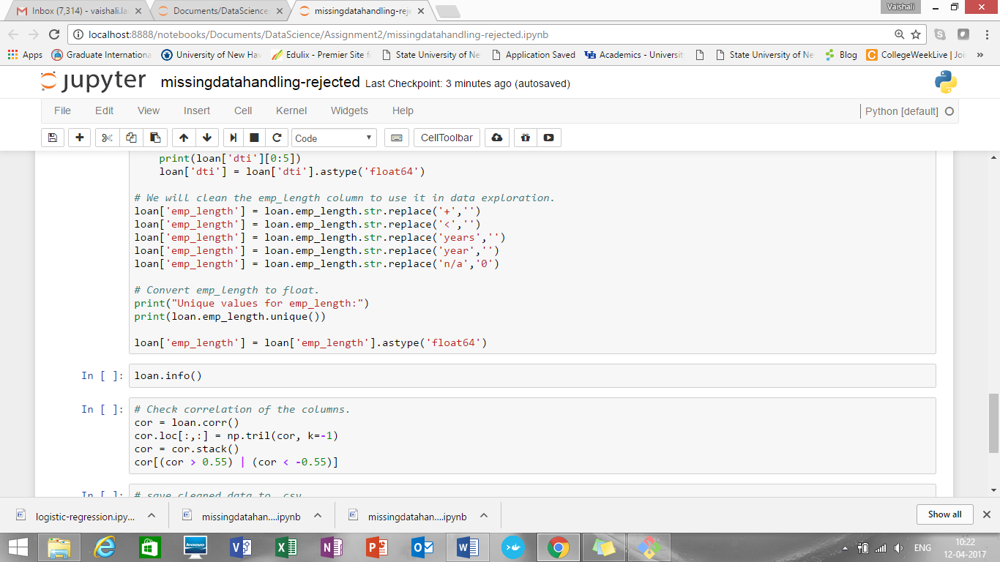 Vaishali
Inbox (7,314) - vaishali.la
Documents/DataScience/
missingdatahandling-reje
localhost:8888/notebooks/Documents/DataScience/Assignment2/missingdatahandling-rejected.ipynb
Apps
Graduate Internationa
University of New Hav
Edulix - Premier Site f
State University of Ne
Application Saved
Academics - Universit
State University of Ne
Blog
CollegeWeekLive | Joi
»
jupyter
missingdatahandling-rejected Last Checkpoint: 3 minutes ago (autosaved)
File Edit View Insert Cell Kernel Widgets Help
Python [default]
Code
CellToolbar
print(loan['dti'][0:5])
loan['dti'] = loan['dti'].astype('float64')
# We will clean the emp_length column to use it in data exploration.
loan['emp_length'] = loan.emp_length.str.replace('+','')
loan['emp_length'] = loan.emp_length.str.replace('<','')
loan['emp_length'] = loan.emp_length.str.replace('years','')
loan['emp_length'] = loan.emp_length.str.replace('year','')
loan['emp_length'] = loan.emp_length.str.replace('n/a','0')
# Convert emp_length to float.
print("Unique values for emp_length:")
print(loan.emp_length.unique())
loan['emp_length'] = loan['emp_length'].astype('float64')
In [ ]: loan.info()
In [ ]: # Check correlation of the columns.
cor = loan.corr()
cor.loc[:,:] = np.tril(cor, k=-1)
cor = cor.stack()
cor[(cor > 0.55) | (cor < -0.55)]
In [ ]: # save cleaned data to .csv
logistic-regression.ipy...
missingdatahan....ipynb
missingdatahan....ipynb
Show all
lenovo
ENG
10:22
12-04-2017